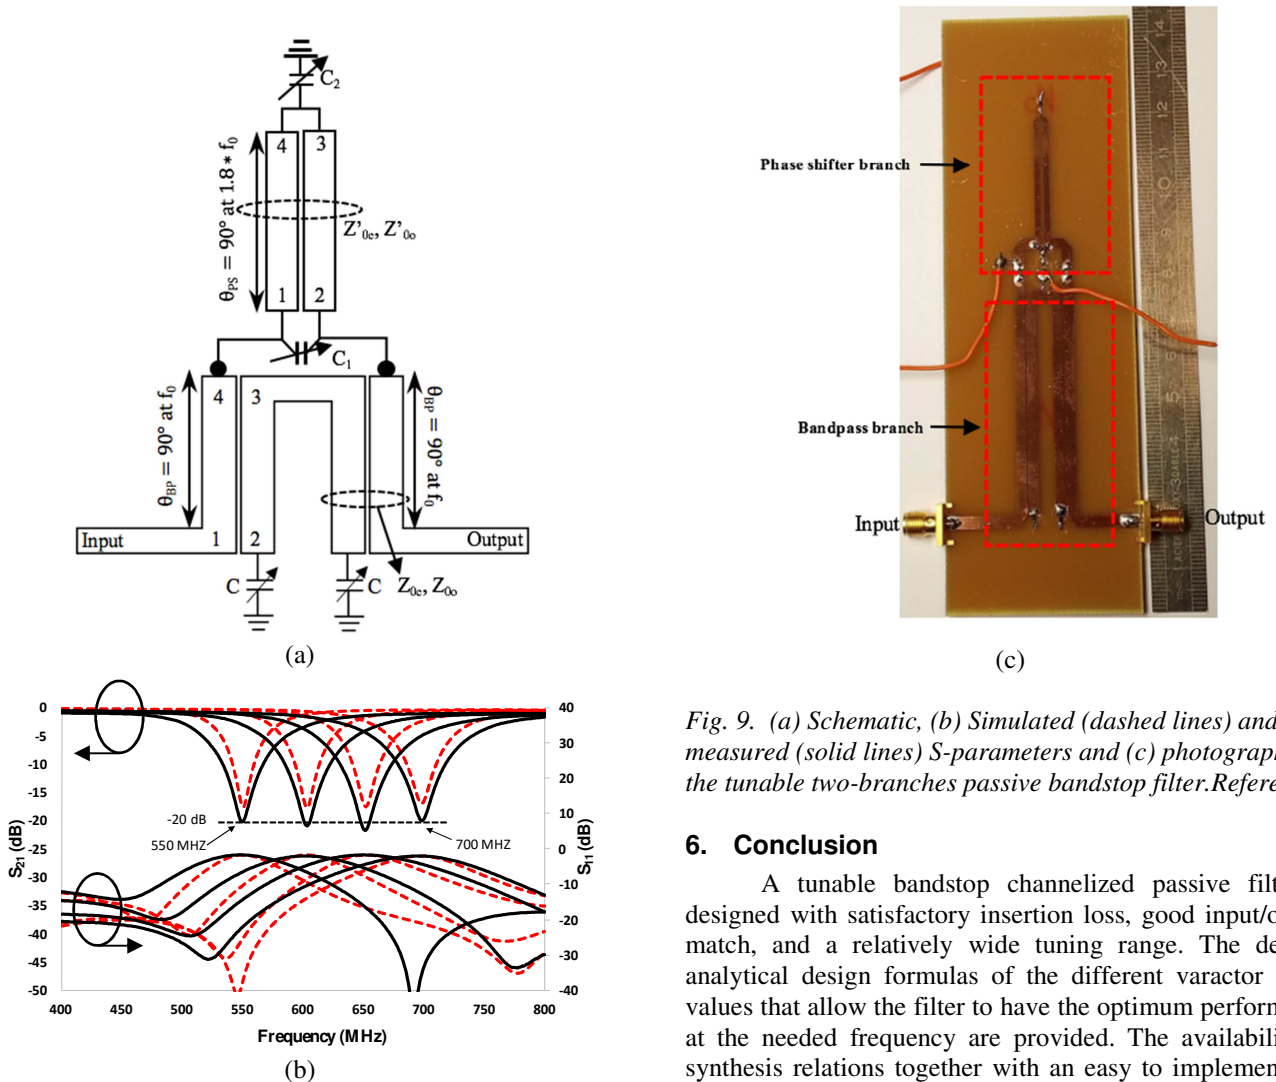 C2
4 3
θPS = 90° at 1.8* f0
Z'0e, Z'0o
1 2
C1
θBP = 90° at f0
4 3
θBP = 90° at f0
Input 1 2 Output
C C Z0e, Z0o
(a)
0 40
-5 30
-10 20
-15 10
-20 0
-25 -10
-30 -20
-35 -30
-40 -40
-45
-50
-20 dB
550 MHZ 700 MHZ
S21 (dB)
S11 (dB)
400 450 500 550 600 650 700 750 800
Frequency (MHz)
(b)
Phase shifter branch
Bandpass branch
Input Output
(c)
Fig. 9. (a) Schematic, (b) Simulated (dashed lines) and
measured (solid lines) S-parameters and (c) photograph
the tunable two-branches passive bandstop filter.Refere
6. Conclusion
A tunable bandstop channelized passive filt
designed with satisfactory insertion loss, good input/o
match, and a relatively wide tuning range. The de
analytical design formulas of the different varactor
values that allow the filter to have the optimum perform
at the needed frequency are provided. The availabili
synthesis relations together with an easy to implemen